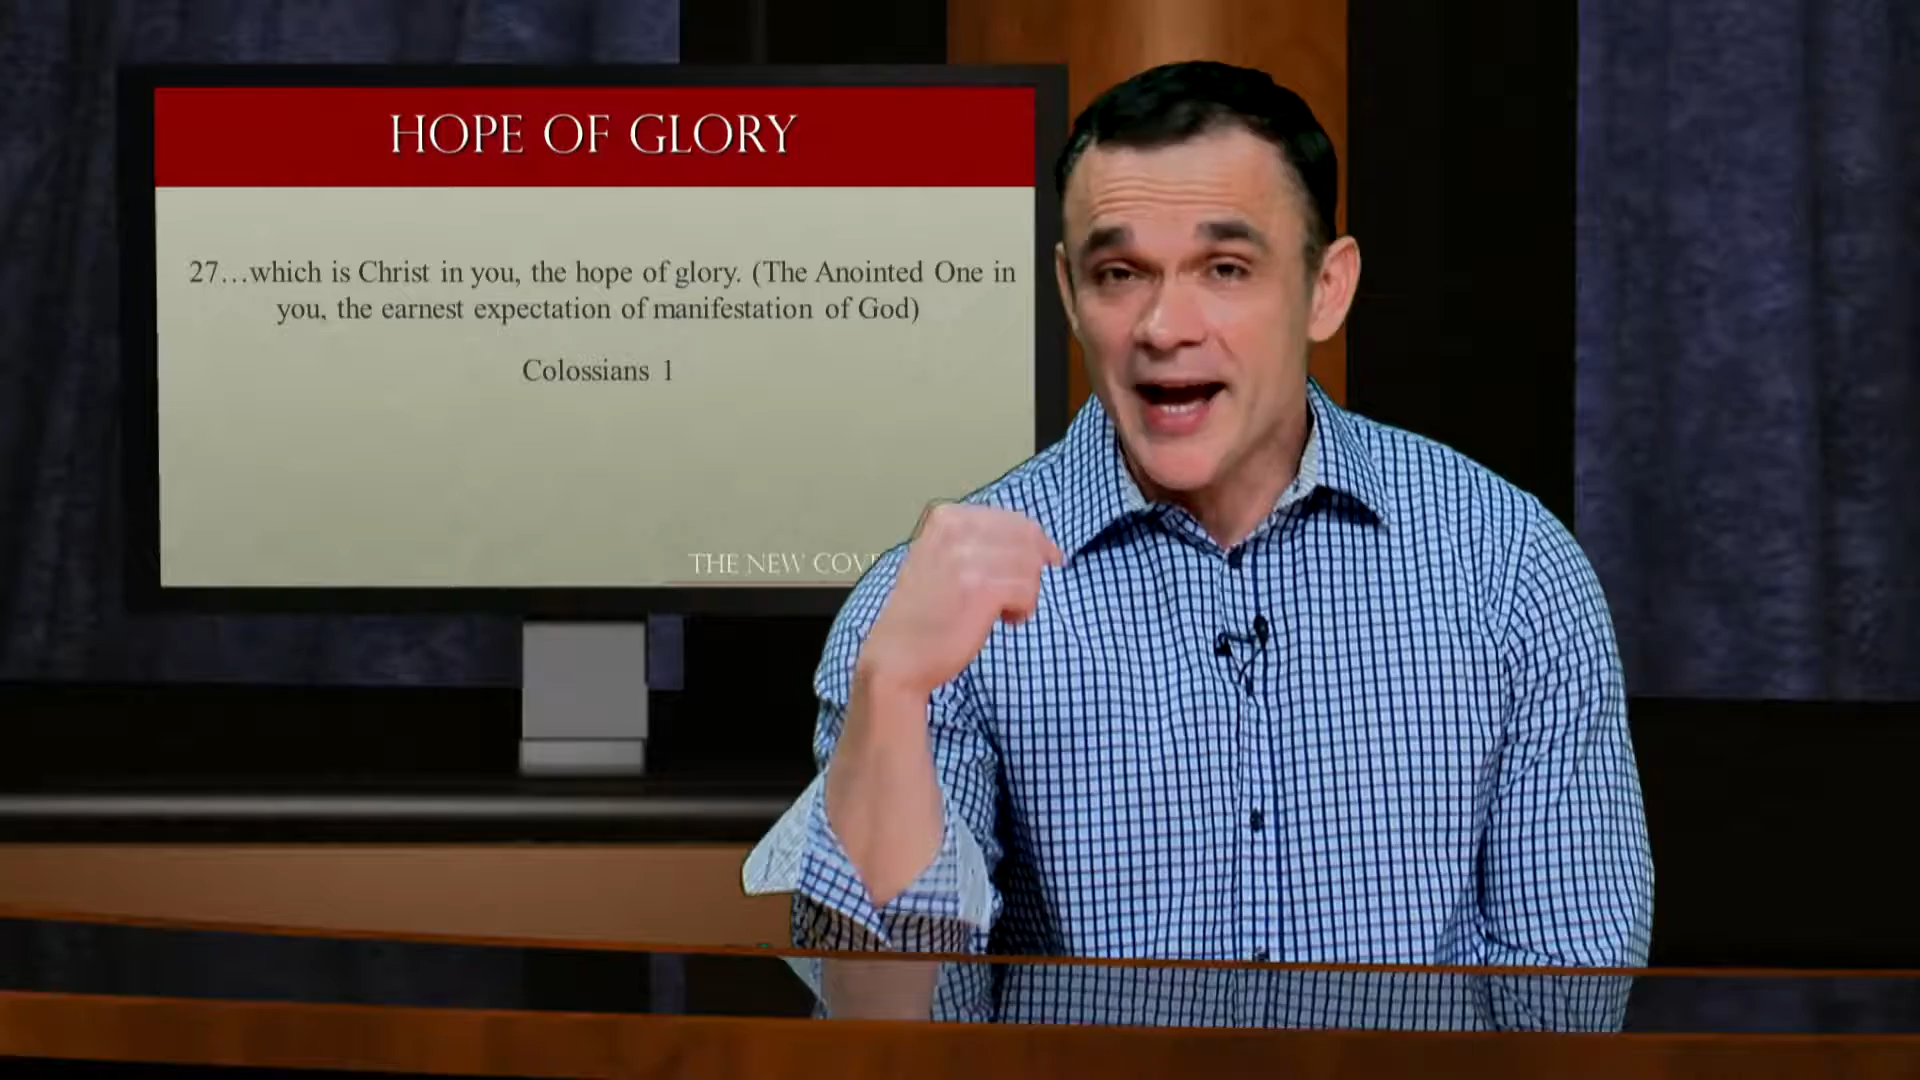 HOPE OF GLORY
27…which is Christ in you, the hope of glory. (The Anointed One in
you, the earnest expectation of manifestation of God)
Colossians 1
THE NEW